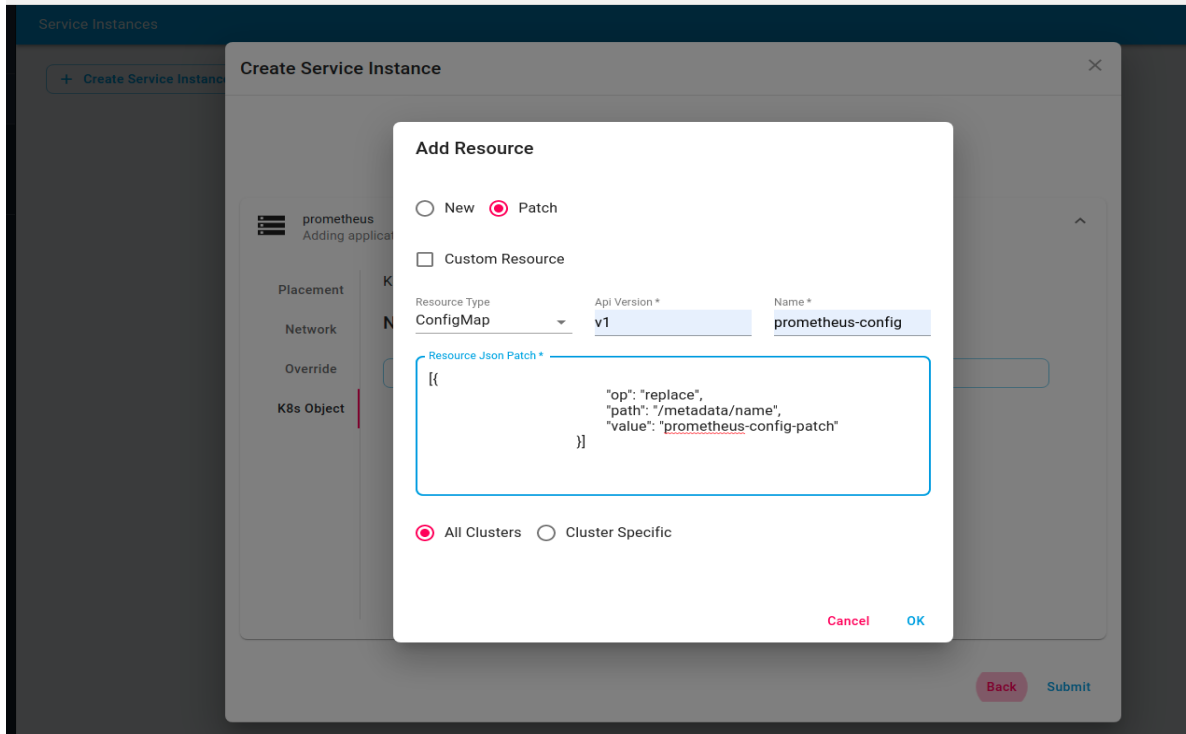 Service Instances
+ Create Service Instanc
Create Service Instance
Add Resource
New
Patch
prometheus
Adding applicat
Custom Resource
Placement
K
Resource Type
Api Version *
Name *
ConfigMap
v1
prometheus-config
Network
N
Resource Json Patch *
Override
[{
"op": "replace",
"path": "/metadata/name",
K8s Object
"value": "prometheus-config-patch"
}]
All Clusters
Cluster Specific
Cancel
OK
Back
Submit